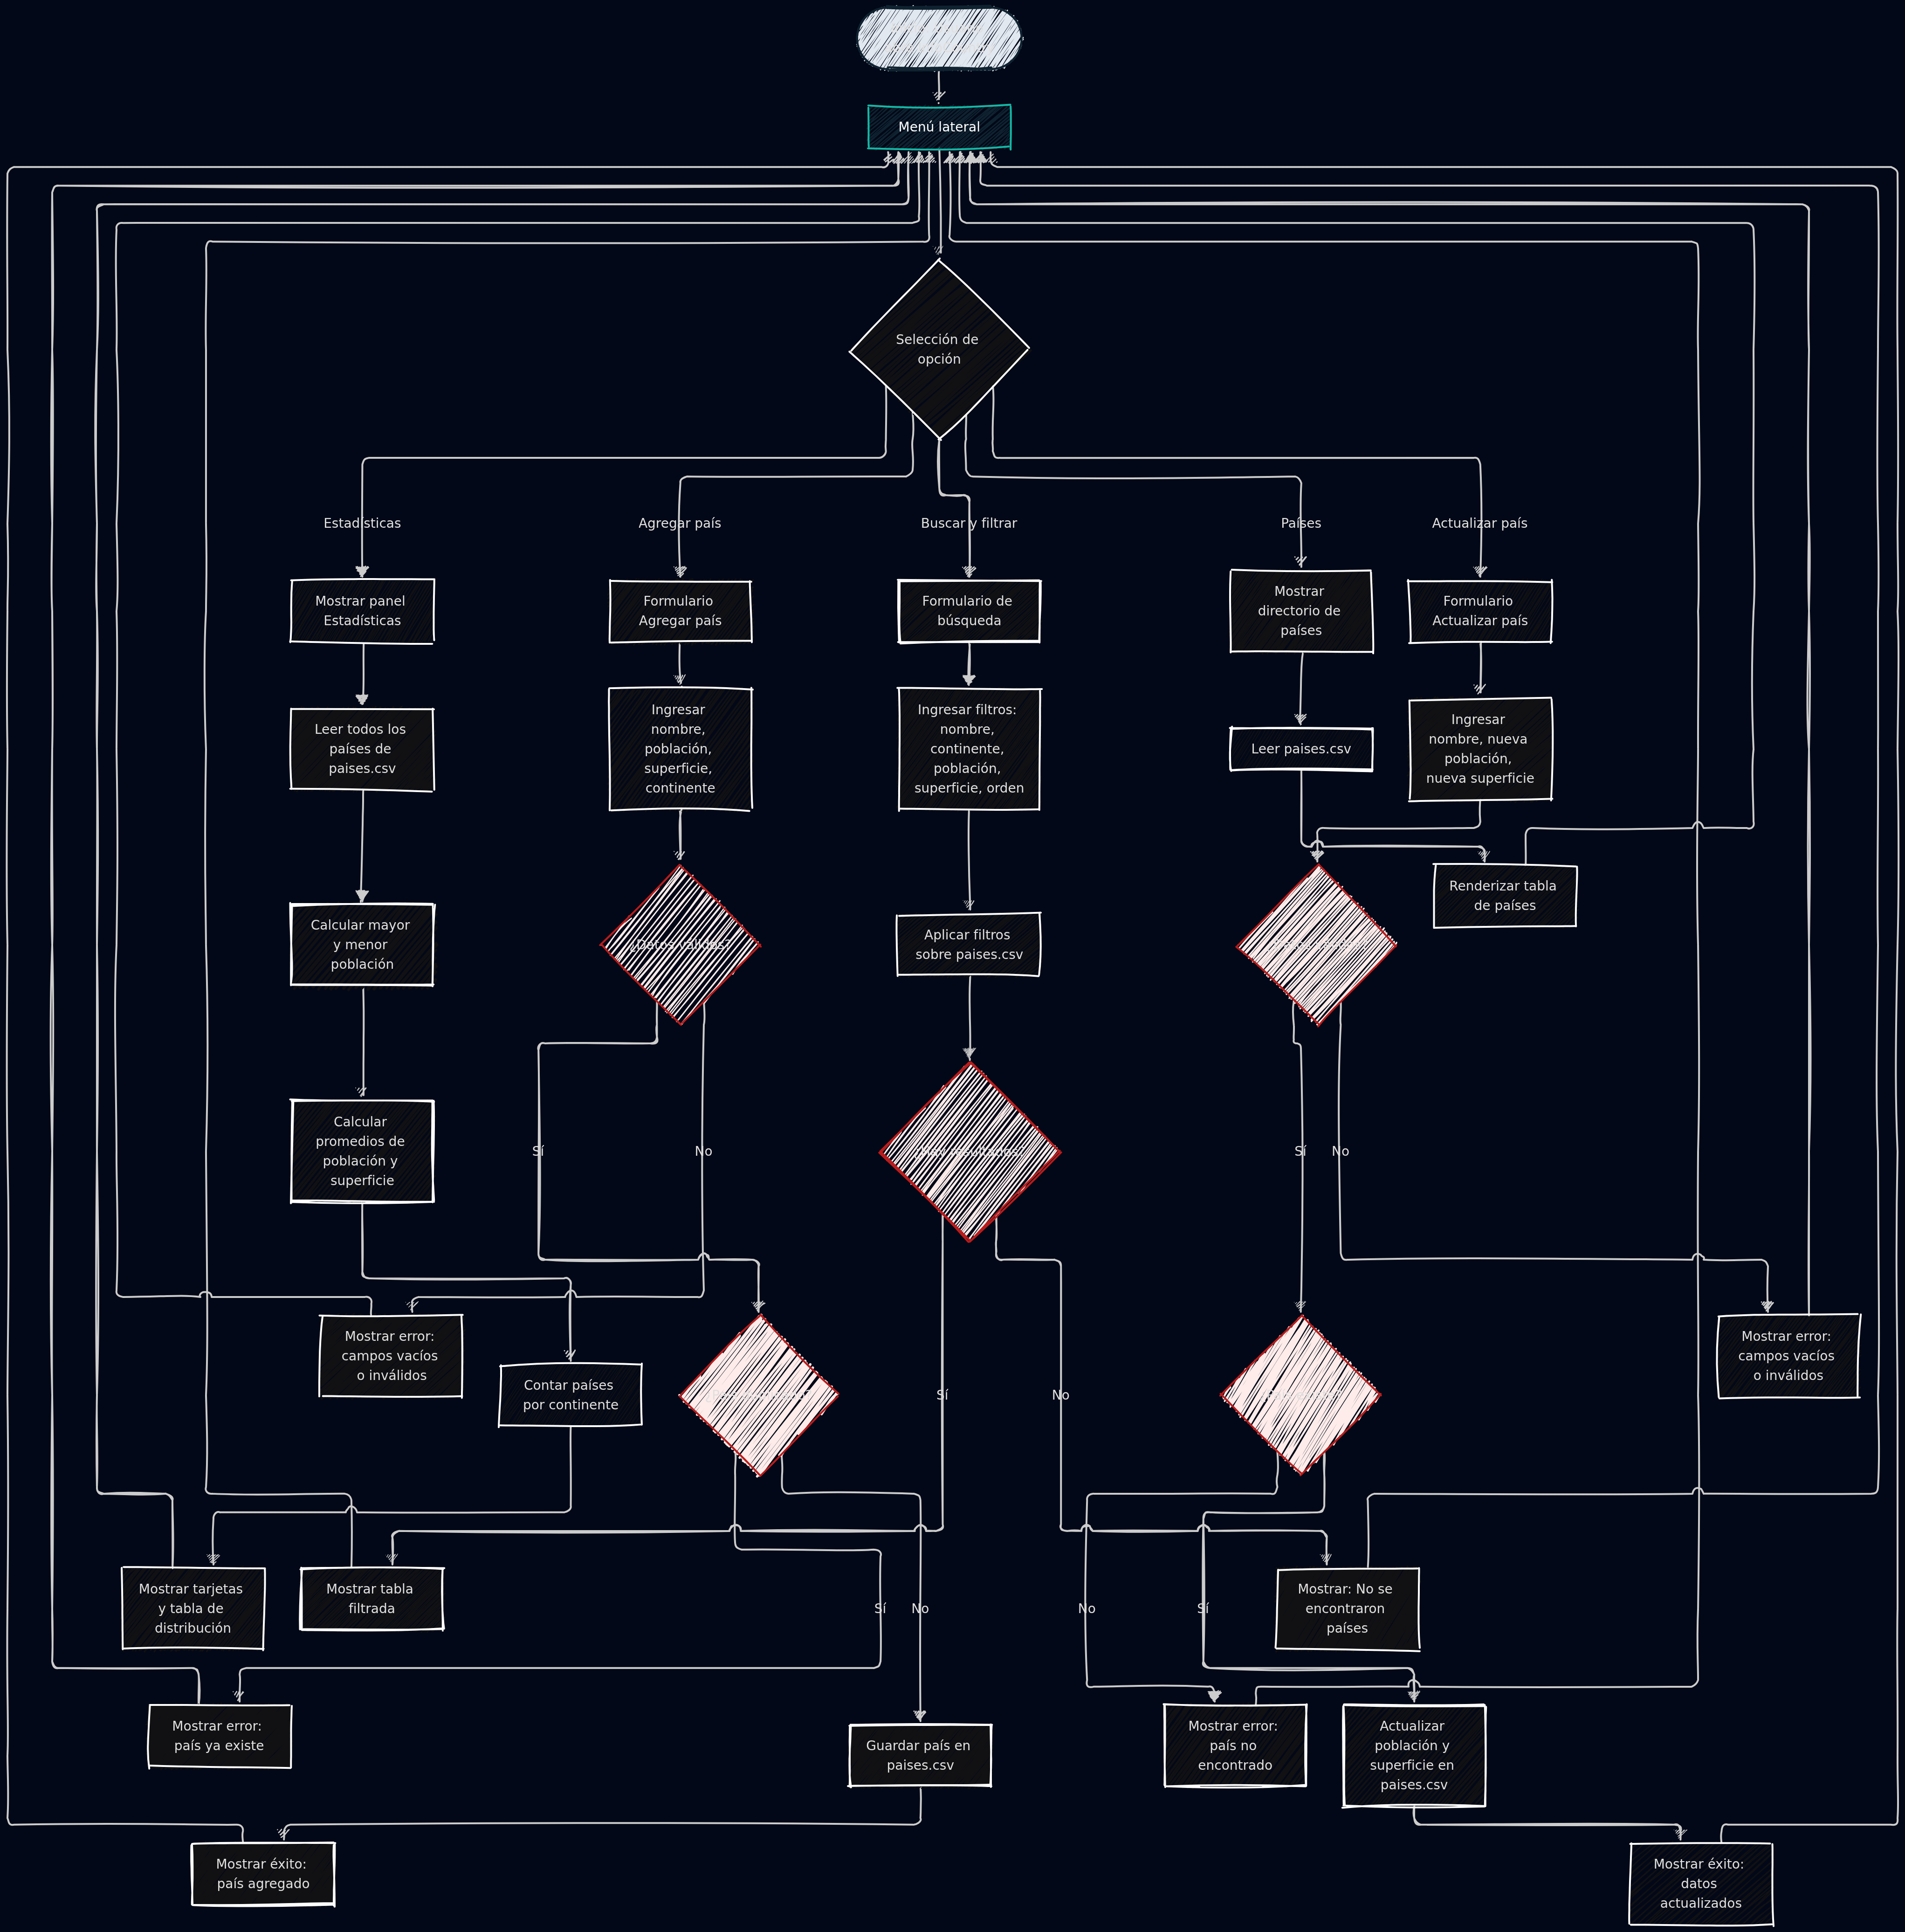 Menú lateral
Selección de
opción
Estadísticas
Agregar país
Buscar y filtrar
Países
Actualizar país
Mostrar panel
Estadísticas
Formulario
Agregar país
Formulario de
búsqueda
Mostrar
directorio de
países
Formulario
Actualizar país
Leer todos los
países de
paises.csv
Ingresar
nombre,
población,
superficie,
continente
Ingresar filtros:
nombre,
continente,
población,
superficie, orden
Leer paises.csv
Ingresar
nombre, nueva
población,
nueva superficie
Calcular mayor
y menor
población
¿Datos válidos?
Aplicar filtros
sobre paises.csv
Renderizar tabla
de países
Calcular
promedios de
población y
superficie
Sí
No
¿Hay resultados?
Sí
No
Mostrar error:
campos vacíos
o inválidos
Contar países
por continente
Sí
No
Mostrar error:
campos vacíos
o inválidos
Mostrar tarjetas
y tabla de
distribución
Mostrar tabla
filtrada
Sí
No
No
Sí
Mostrar: No se
encontraron
países
Mostrar error:
país ya existe
Guardar país en
paises.csv
Mostrar error:
país no
encontrado
Actualizar
población y
superficie en
paises.csv
Mostrar éxito:
país agregado
Mostrar éxito:
datos
actualizados